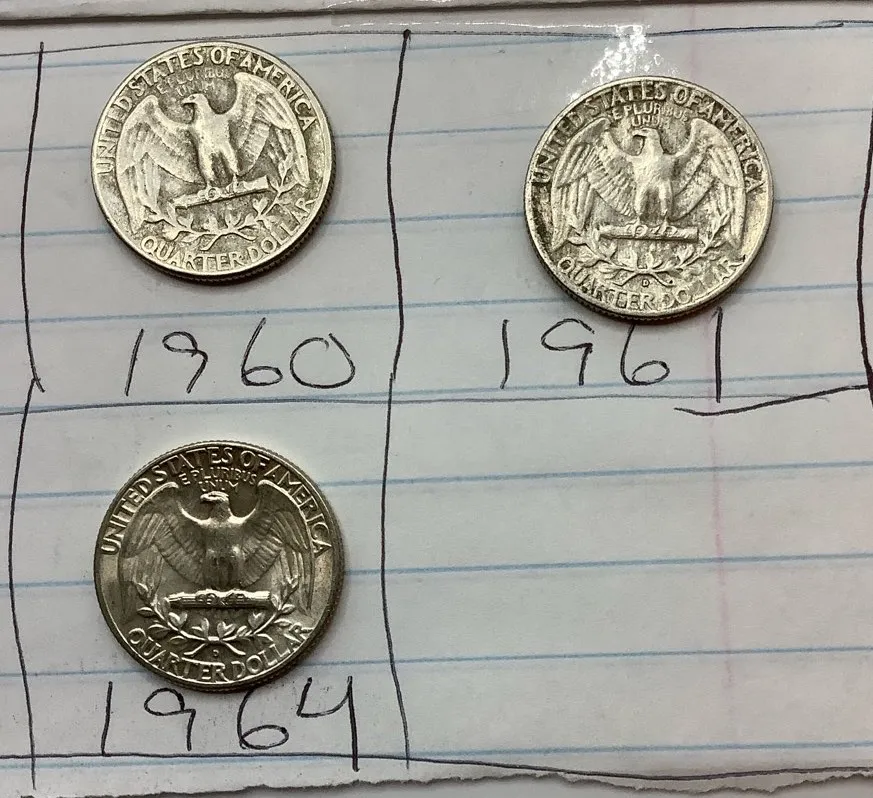 UNITED STATES OF AMERICA
E PLURIBUS
UNUM
QUARTER DOLLAR
1960
UNITED STATES OF AMERICA
E PLURIBUS
UNUM
D
QUARTER DOLLAR
1961
UNITED STATES OF AMERICA
E PLURIBUS
UNUM
D
QUARTER DOLLAR
1964